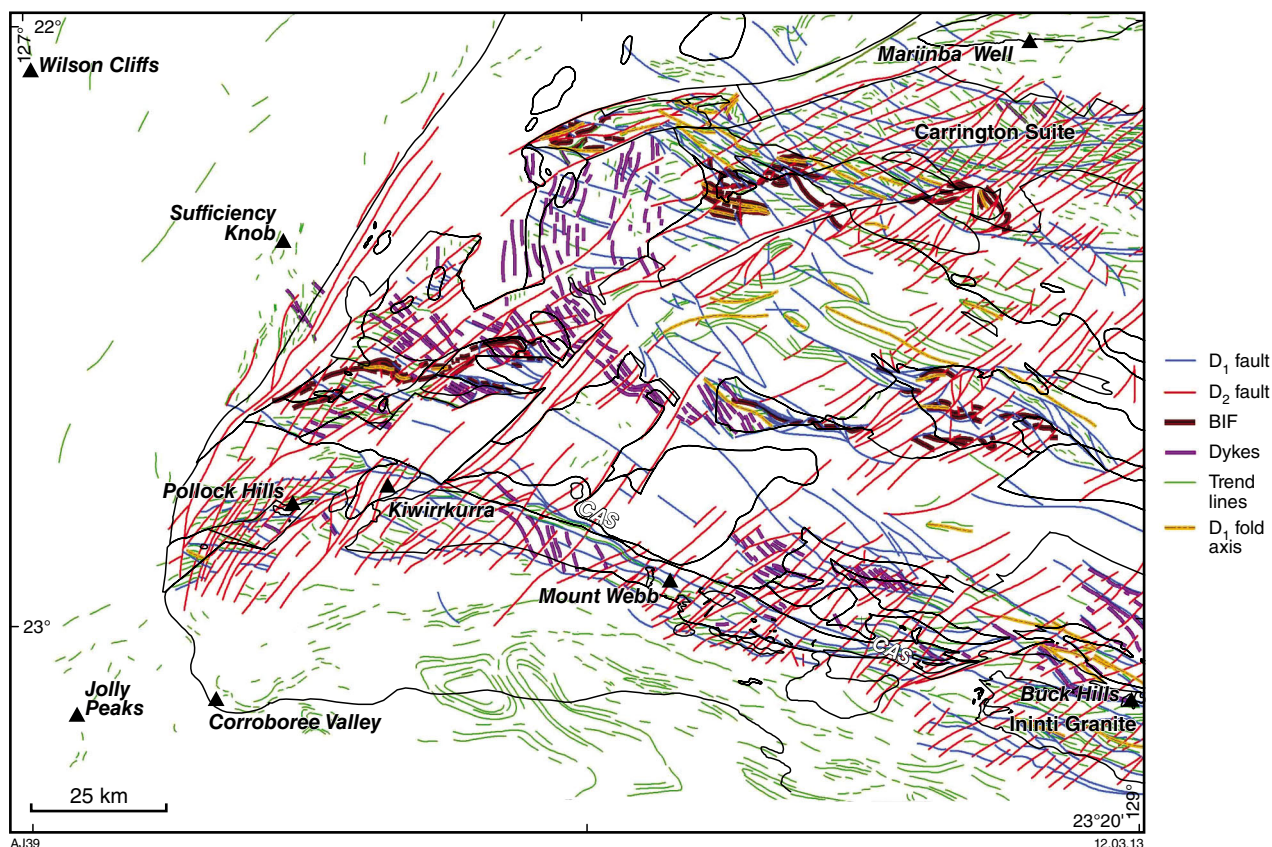 22°
127°
Wilson Cliffs
Mariinba Well
Carrington Suite
Sufficiency
Knob
D1 fault
D2 fault
BIF
Dykes
Trend
lines
D1 fold
axis
Pollock Hills
Kiwirrkurra
CAS
Mount Webb
23°
CAS
Jolly
Peaks
Buck Hills
Corroboree Valley
Ininti Granite
25 km
129°
23°20'
AJ39
12.03.13